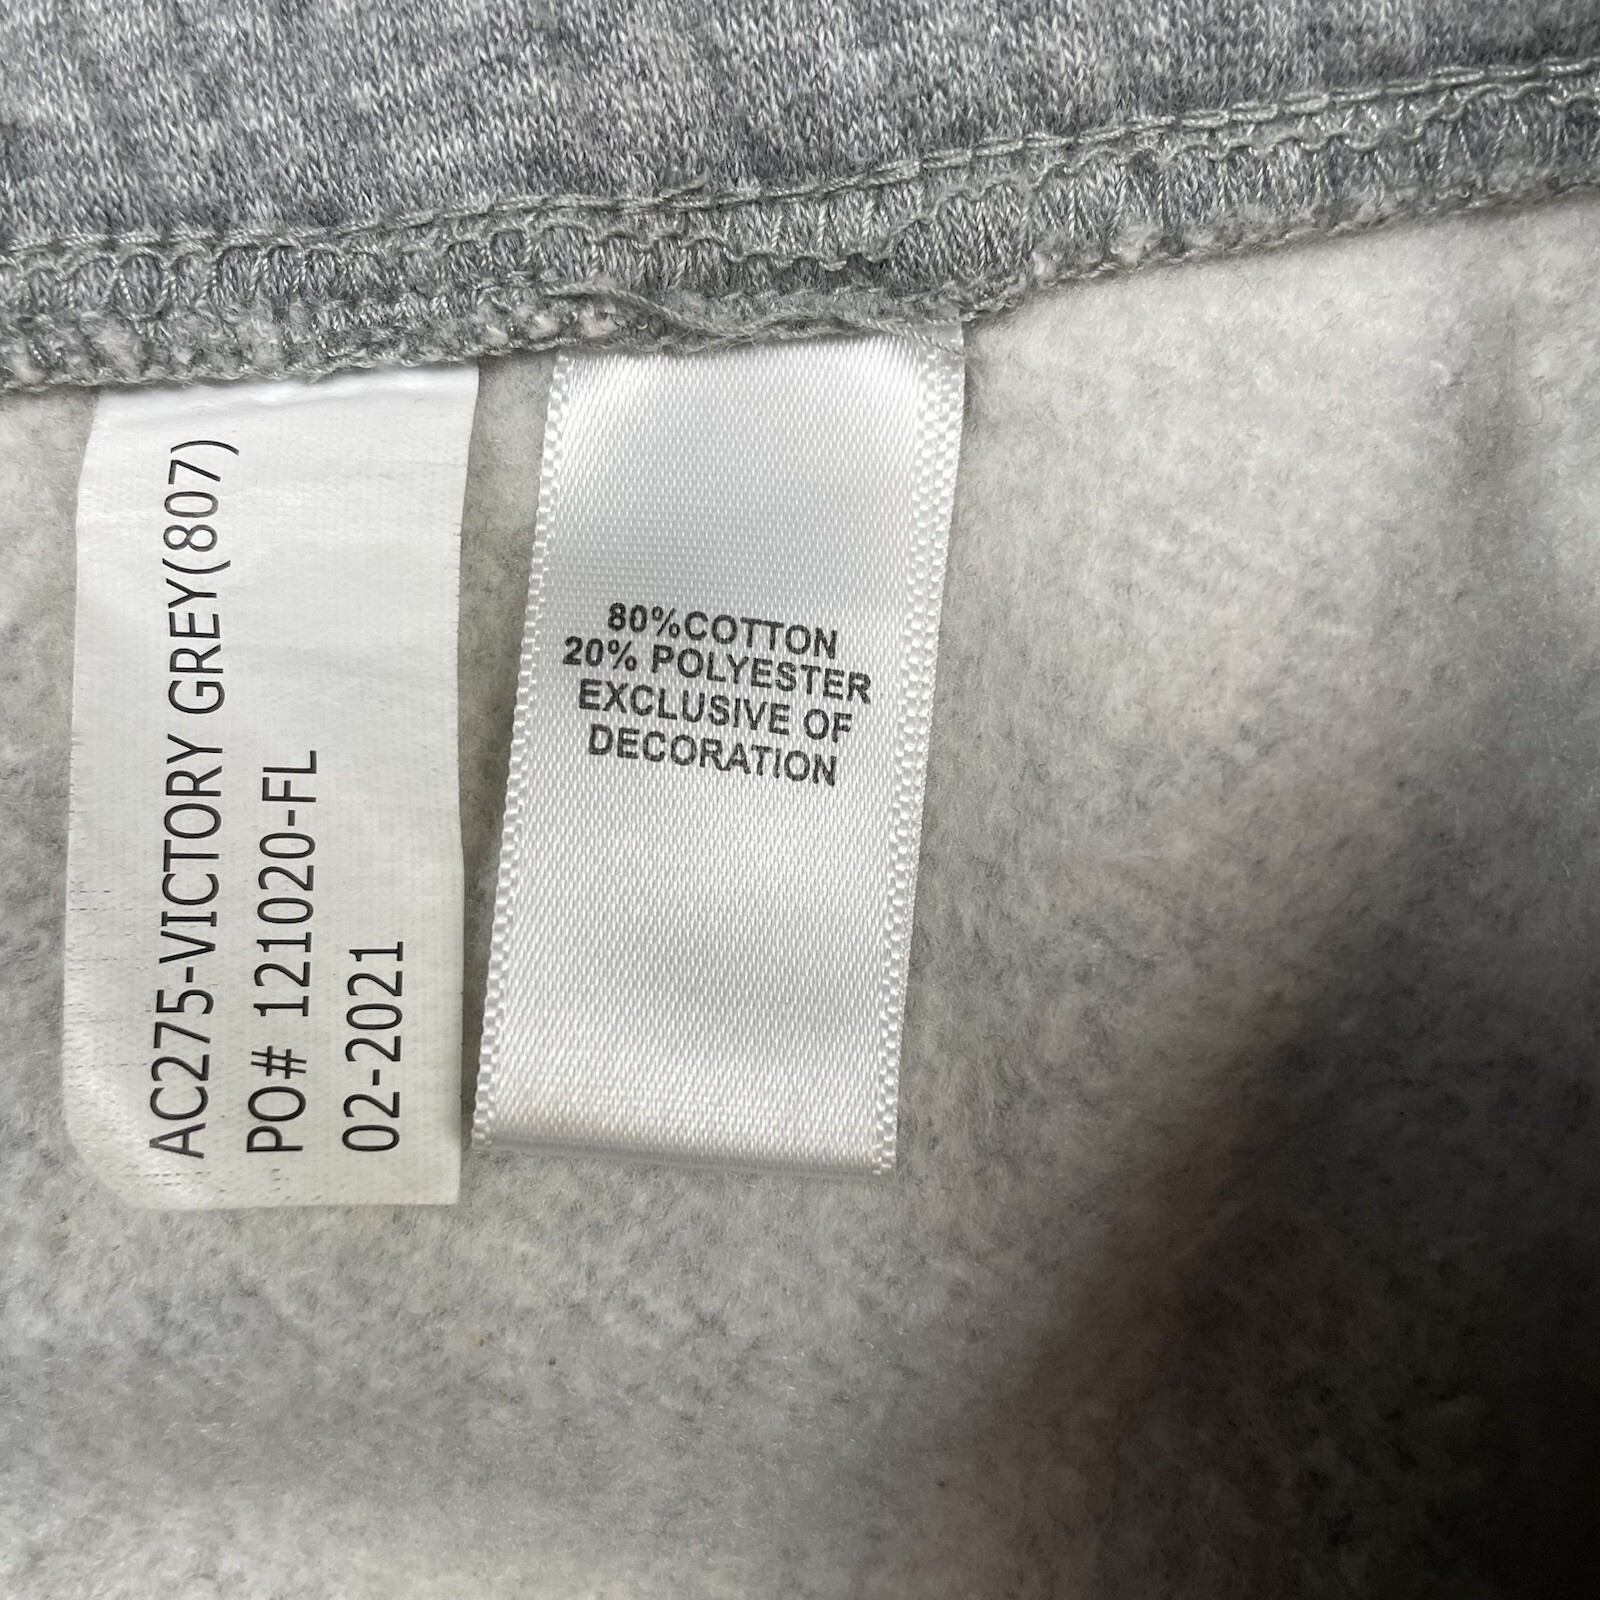 AC275-VICTORY GREY(807)
PO# 121020-FL
02-2021
80%COTTON
20% POLYESTER
EXCLUSIVE OF
DECORATION